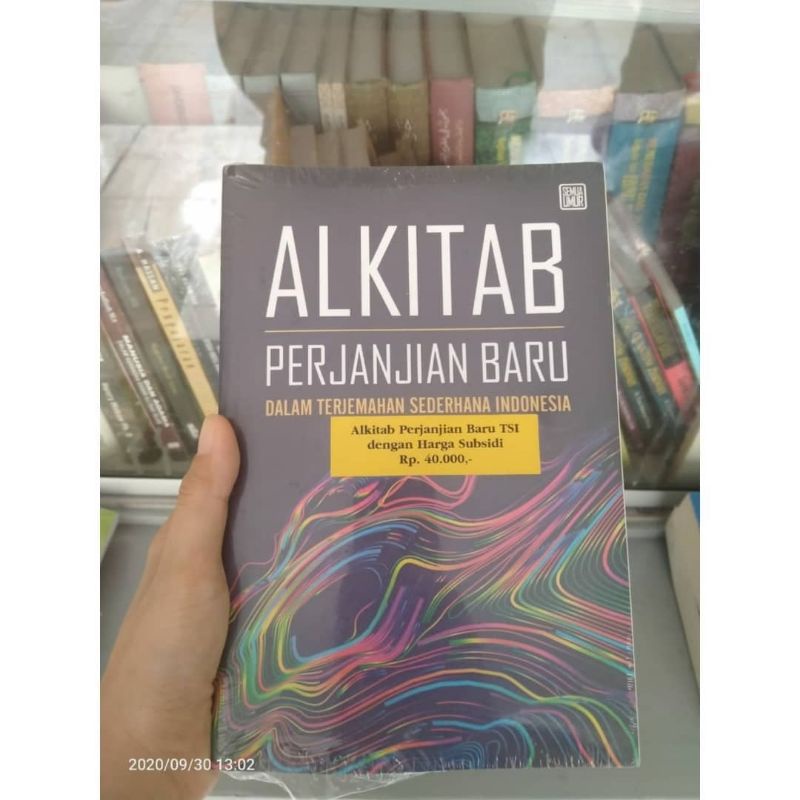 SEMUA
UMUR
ALKITAB
PERJANJIAN BARU
DALAM TERJEMAHAN SEDERHANA INDONESIA
Alkitab Perjanjian Baru TSI
dengan Harga Subsidi
Rp. 40.000,-
2020/09/30 13:02